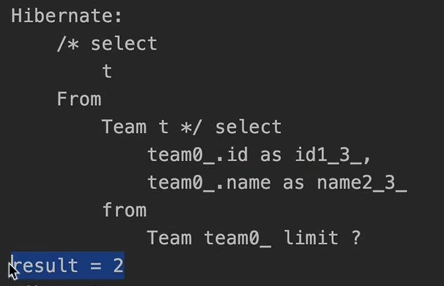 Hibernate:
/* select
t
From
Team t */ select
team0_.id as id1_3_,
team0_.name as name2_3_
from
Team team0_ limit ?
result = 2